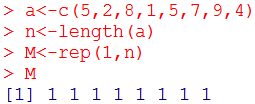 > a<-c(5,2,8,1,5,7,9,4)
> n<-length(a)
> M<-rep(1,n)
> M
[1] 1 1 1 1 1 1 1 1